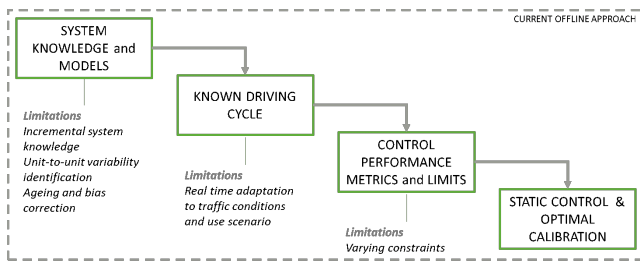 CURRENT OFFLINE APPROACH
SYSTEM
KNOWLEDGE and
MODELS
Limitations
Incremental system
knowledge
Unit-to-unit variability
identification
Ageing and bias
correction
KNOWN DRIVING
CYCLE
Limitations
Real time adaptation
to traffic conditions
and use scenario
CONTROL
PERFORMANCE
METRICS and LIMITS
Limitations
Varying constraints
STATIC CONTROL &
OPTIMAL
CALIBRATION